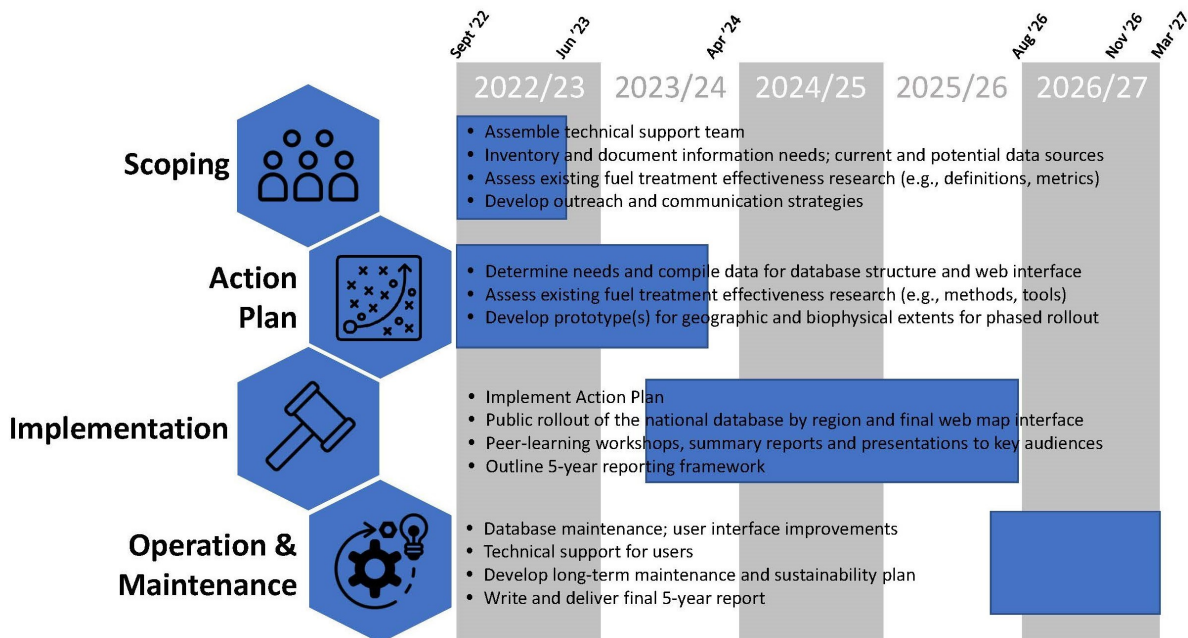 Sept '22
Jun '23
Apr '24
Aug '26
Nov '26
Mar '27
2022/23
2023/24
2024/25
2025/26
2026/27
Scoping
• Assemble technical support team
• Inventory and document information needs; current and potential data sources
• Assess existing fuel treatment effectiveness research (e.g., definitions, metrics)
• Develop outreach and communication strategies
Action
Plan
• Determine needs and compile data for database structure and web interface
• Assess existing fuel treatment effectiveness research (e.g., methods, tools)
• Develop prototype(s) for geographic and biophysical extents for phased rollout
Implementation
• Implement Action Plan
• Public rollout of the national database by region and final web map interface
• Peer-learning workshops, summary reports and presentations to key audiences
• Outline 5-year reporting framework
Operation &
Maintenance
• Database maintenance; user interface improvements
• Technical support for users
• Develop long-term maintenance and sustainability plan
• Write and deliver final 5-year report